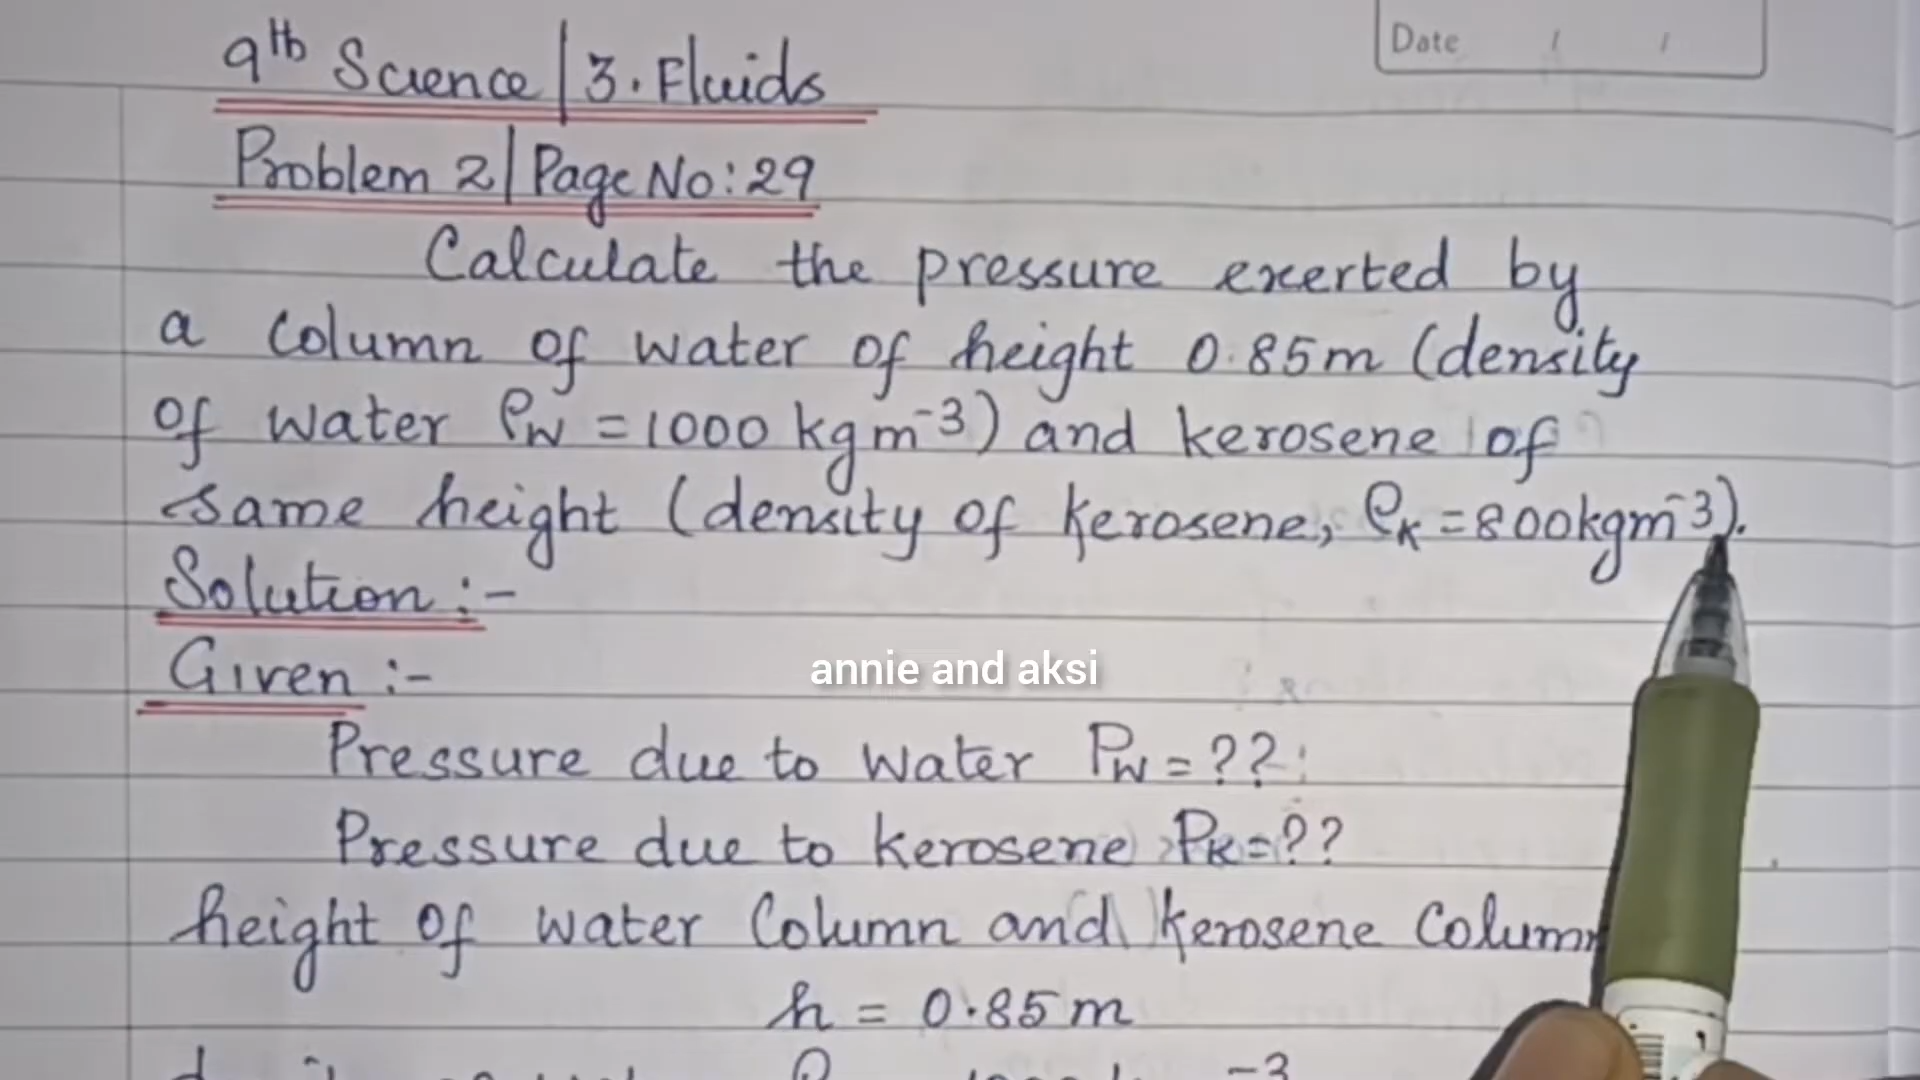 Date / /
9th Science | 3. Fluids
Problem 2 | Page No: 29
Calculate the pressure exerted by
a column of water of height 0.85m (density
of water ρw = 1000 kgm⁻³) and kerosene of
same height (density of kerosene, ρk = 800kgm⁻³).
Solution :-
Given :-
annie and aksi
Pressure due to water Pw = ??
Pressure due to kerosene Pk = ??
height of water Column and kerosene Column
h = 0.85 m